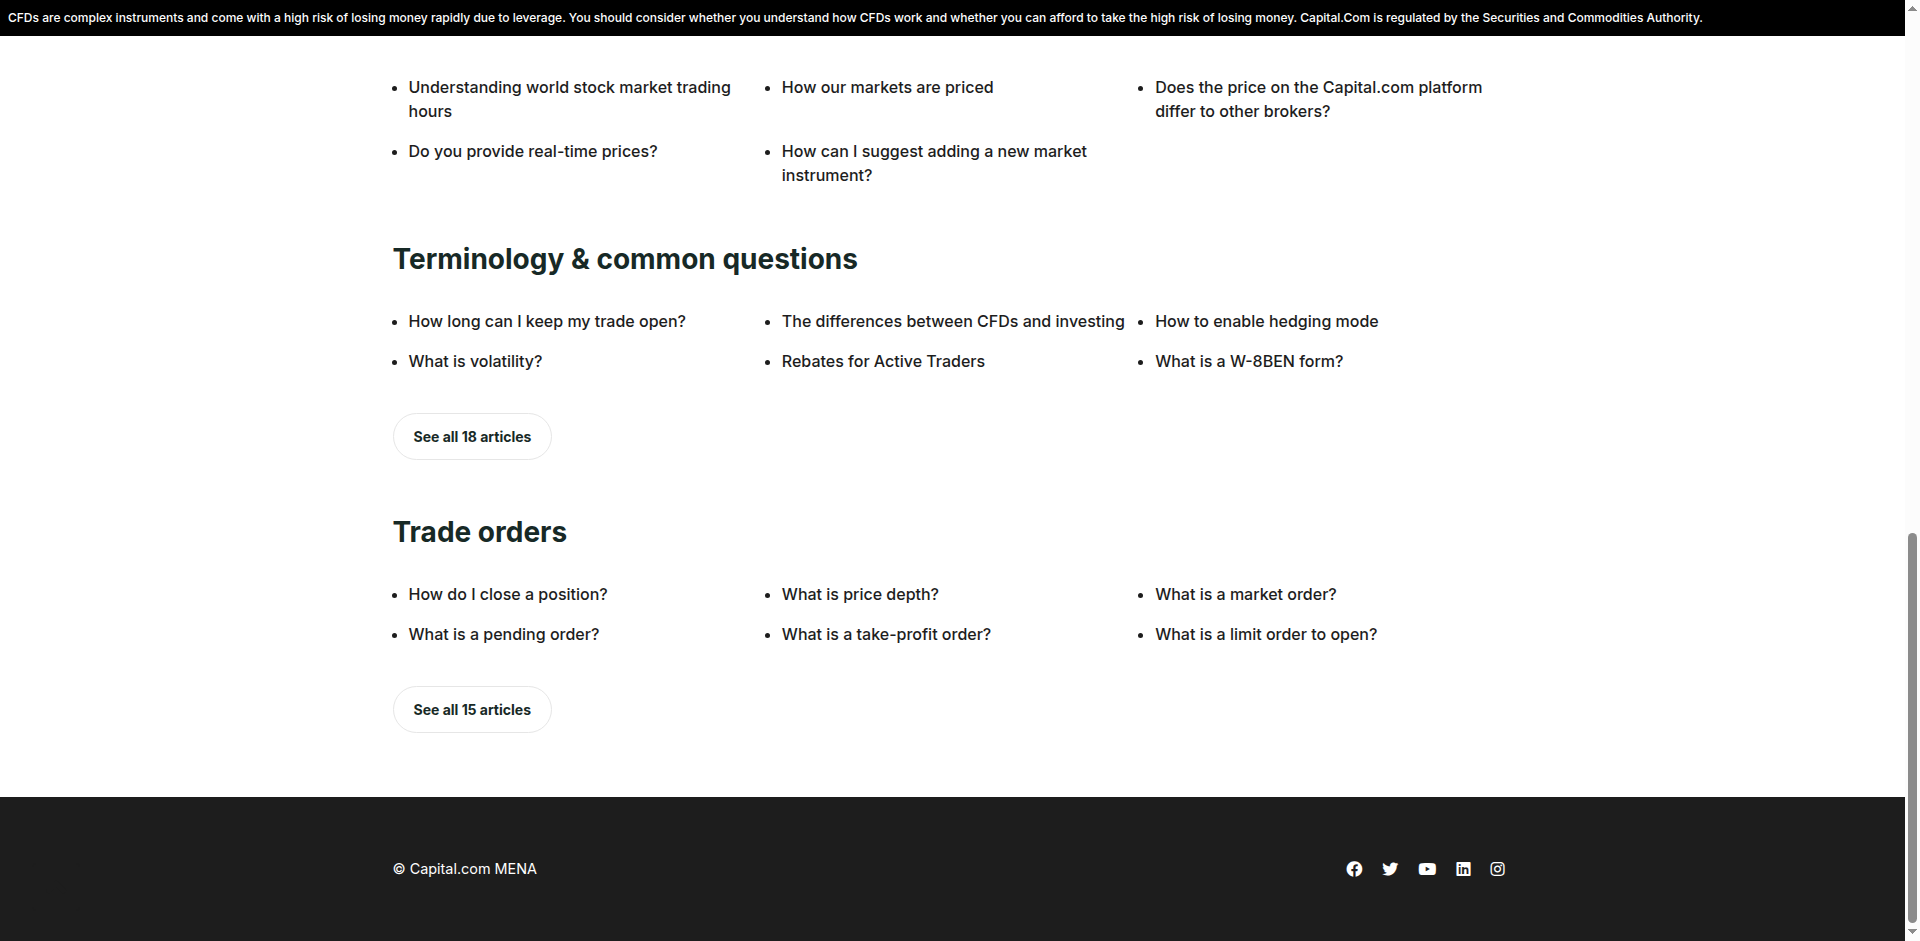 CFDs are complex instruments and come with a high risk of losing money rapidly due to leverage. You should consider whether you understand how CFDs work and whether you can afford to take the high risk of losing money. Capital.Com is regulated by the Securities and Commodities Authority.
Understanding world stock market trading
hours
How our markets are priced
Does the price on the Capital.com platform
differ to other brokers?
Do you provide real-time prices?
How can I suggest adding a new market
instrument?
Terminology & common questions
How long can I keep my trade open?
The differences between CFDs and investing
How to enable hedging mode
What is volatility?
Rebates for Active Traders
What is a W-8BEN form?
See all 18 articles
Trade orders
How do I close a position?
What is price depth?
What is a market order?
What is a pending order?
What is a take-profit order?
What is a limit order to open?
See all 15 articles
© Capital.com MENA